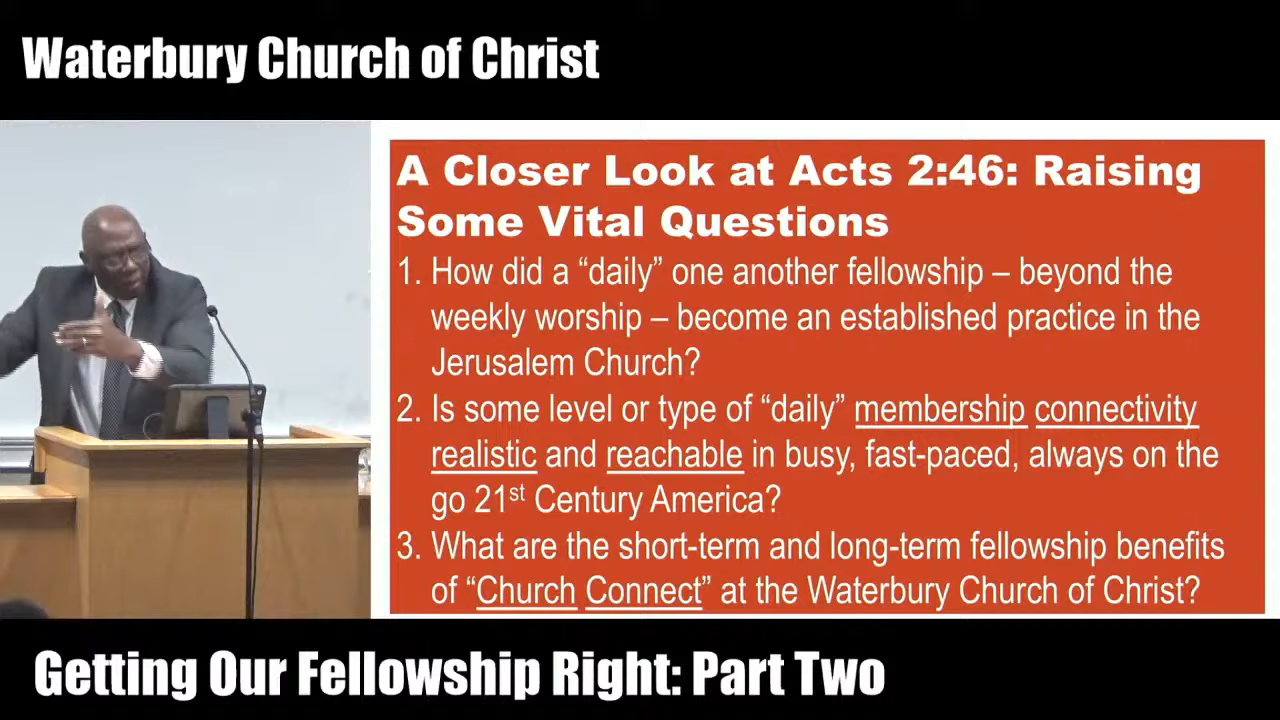 Waterbury Church of Christ
A Closer Look at Acts 2:46: Raising
Some Vital Questions
1. How did a “daily” one another fellowship – beyond the
weekly worship – become an established practice in the
Jerusalem Church?
2. Is some level or type of “daily” membership connectivity
realistic and reachable in busy, fast-paced, always on the
go 21st Century America?
3. What are the short-term and long-term fellowship benefits
of “Church Connect” at the Waterbury Church of Christ?
Getting Our Fellowship Right: Part Two